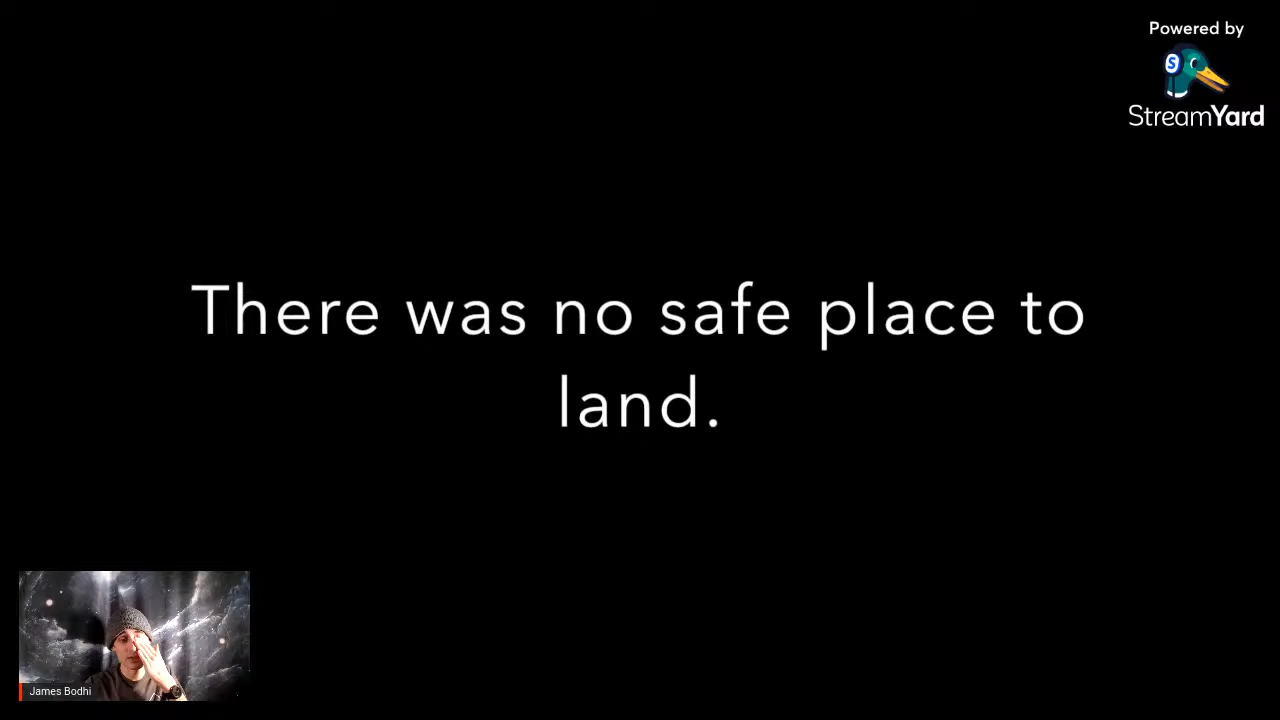 Powered by
S
StreamYard
There was no safe place to
land.
James Bodhi